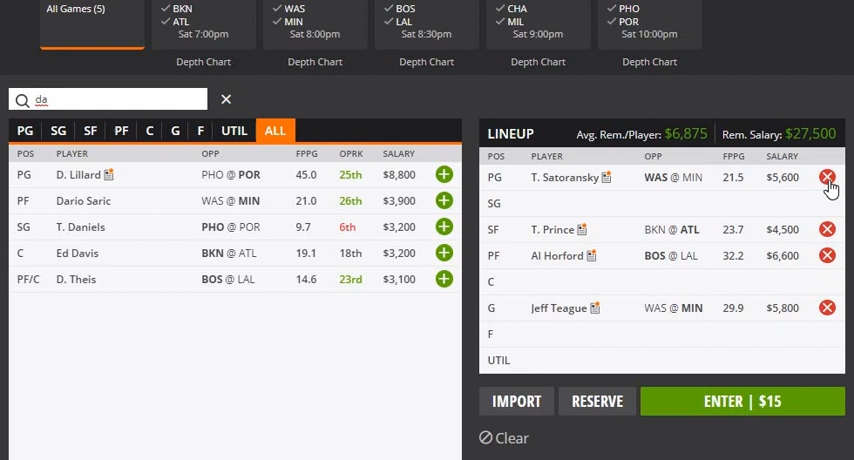 All Games (5)
BKN
ATL
Sat 7:00pm
WAS
MIN
Sat 8:00pm
BOS
LAL
Sat 8:30pm
CHA
MIL
Sat 9:00pm
PHO
POR
Sat 10:00pm
Depth Chart Depth Chart Depth Chart Depth Chart Depth Chart
da
PG SG SF PF C G F UTIL ALL
POS PLAYER OPP FPPG OPRK SALARY
PG D. Lillard PHO @ POR 45.0 25th $8,800
PF Dario Saric WAS @ MIN 21.0 26th $3,900
SG T. Daniels PHO @ POR 9.7 6th $3,200
C Ed Davis BKN @ ATL 19.1 18th $3,200
PF/C D. Theis BOS @ LAL 14.6 23rd $3,100
LINEUP Avg. Rem./Player: $6,875 Rem. Salary: $27,500
POS PLAYER OPP FPPG SALARY
PG T. Satoransky WAS @ MIN 21.5 $5,600
SG
SF T. Prince BKN @ ATL 23.7 $4,500
PF Al Horford BOS @ LAL 32.2 $6,600
C
G Jeff Teague WAS @ MIN 29.9 $5,800
F
UTIL
IMPORT RESERVE ENTER | $15
Clear